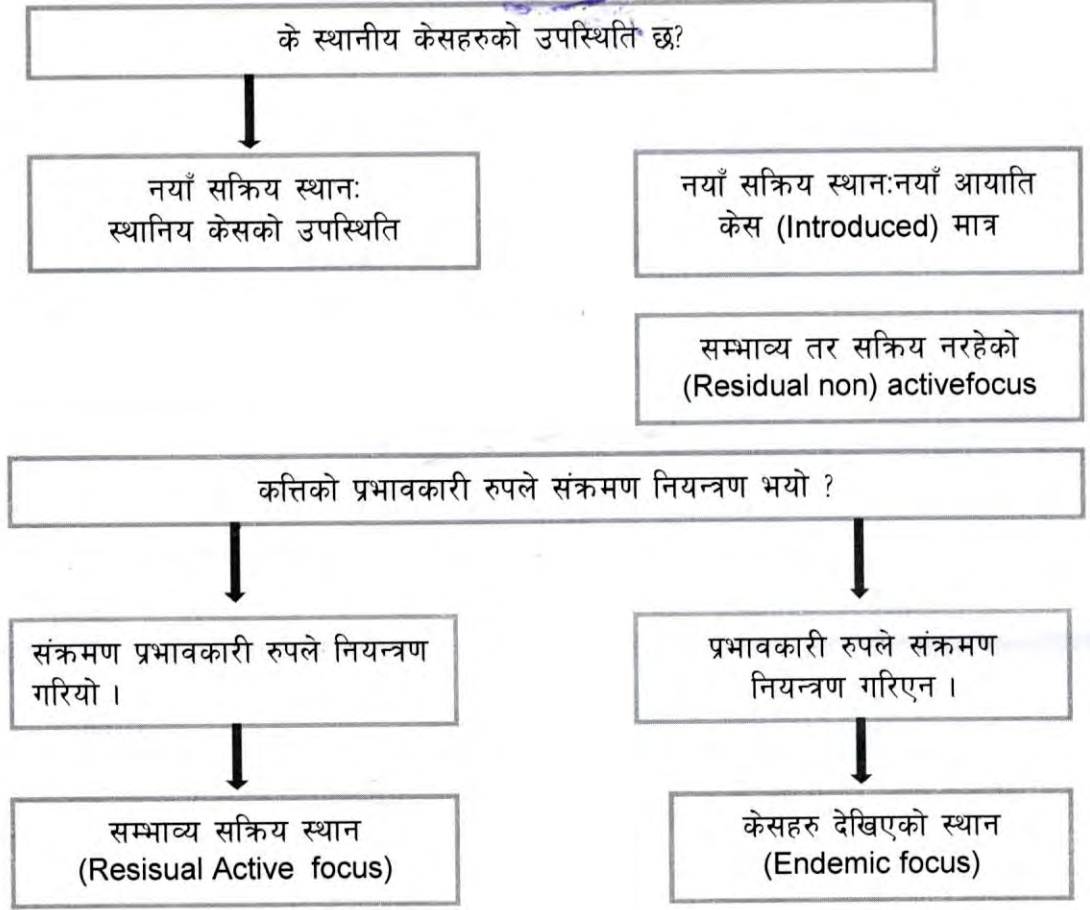 के स्थानीय केसहरुको उपस्थिति छ?
नयाँ सक्रिय स्थान:
स्थानिय केसको उपस्थिति
नयाँ सक्रिय स्थान:नयाँ आयाति
केस (Introduced) मात्र
सम्भाव्य तर सक्रिय नरहेको
(Residual non) activefocus
कत्तिको प्रभावकारी रुपले संक्रमण नियन्त्रण भयो ?
संक्रमण प्रभावकारी रुपले नियन्त्रण
गरियो ।
प्रभावकारी रुपले संक्रमण
नियन्त्रण गरिएन ।
सम्भाव्य सक्रिय स्थान
(Resisual Active focus)
केसहरु देखिएको स्थान
(Endemic focus)